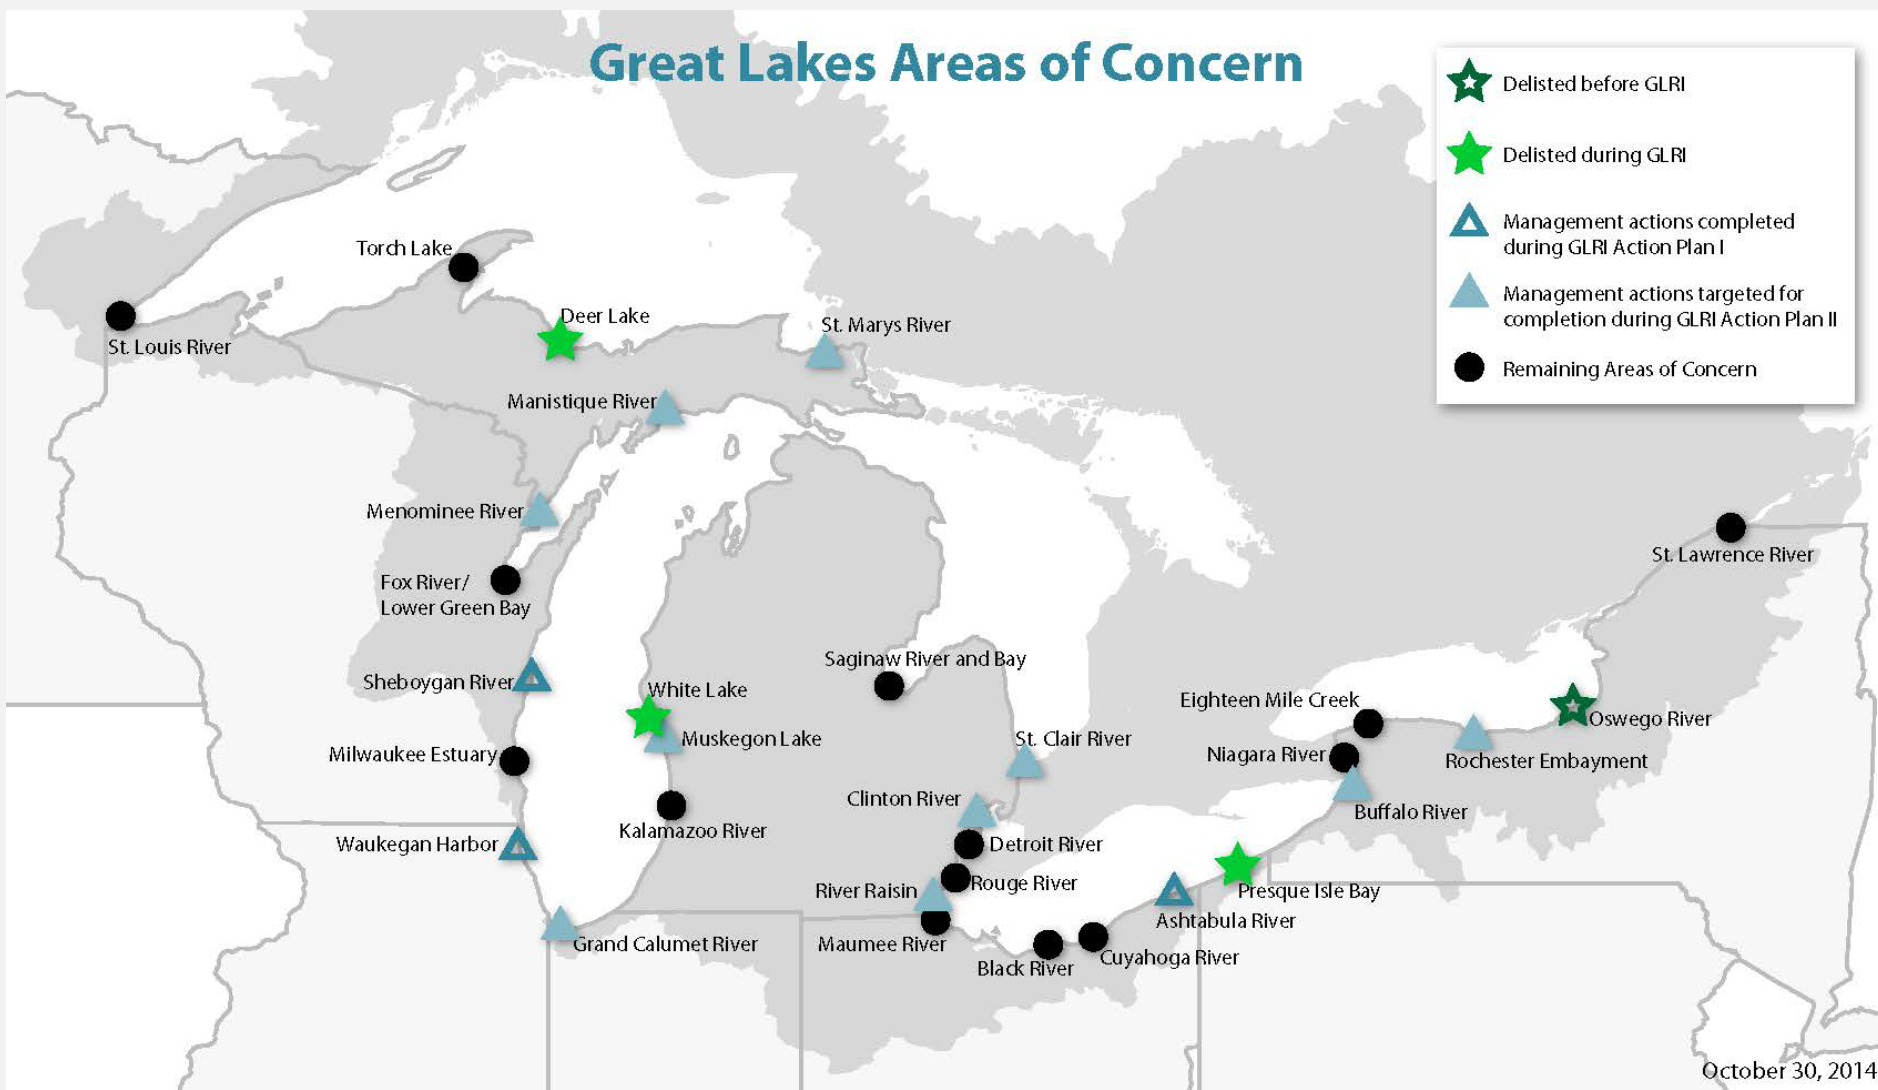 Great Lakes Areas of Concern
Delisted before GLRI
Delisted during GLRI
Management actions completed
during GLRI Action Plan I
Management actions targeted for
completion during GLRI Action Plan II
Remaining Areas of Concern
Torch Lake
Deer Lake
St. Marys River
St. Louis River
Manistique River
Menominee River
St. Lawrence River
Fox River/
Lower Green Bay
Saginaw River and Bay
Sheboygan River
White Lake
Eighteen Mile Creek
Oswego River
Muskegon Lake
St. Clair River
Milwaukee Estuary
Niagara River
Rochester Embayment
Clinton River
Buffalo River
Kalamazoo River
Waukegan Harbor
Detroit River
Rouge River
River Raisin
Presque Isle Bay
Ashtabula River
Grand Calumet River
Maumee River
Cuyahoga River
Black River
October 30, 2014